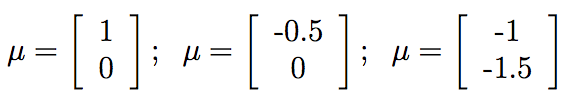 μ = [ 1 0 ] ; μ = [ -0.5 0 ] ; μ = [ -1 -1.5 ]